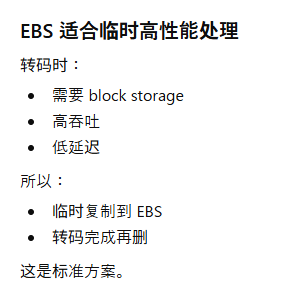 EBS 适合临时高性能处理
转码时：
• 需要 block storage
• 高吞吐
• 低延迟
所以：
• 临时复制到 EBS
• 转码完成再删
这是标准方案。